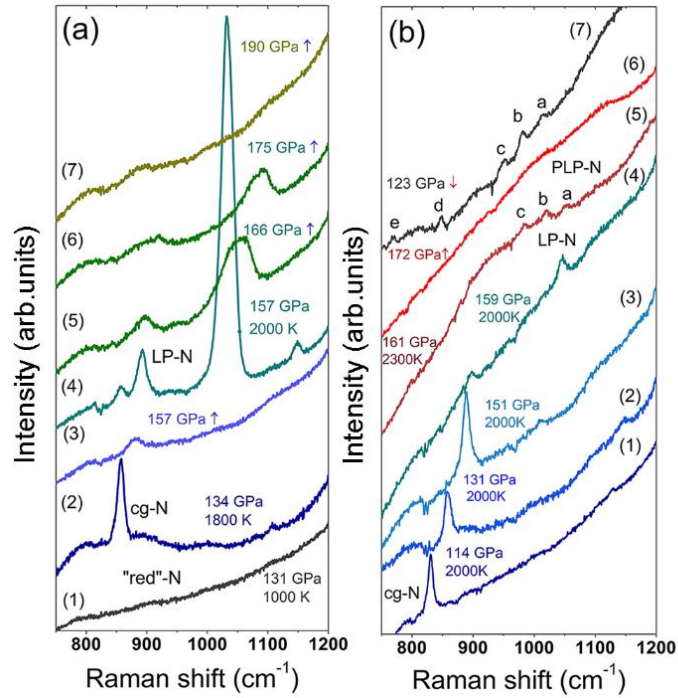 (a)
190 GPa ↑
(7)
175 GPa ↑
(6)
166 GPa ↑
(5)
157 GPa
2000 K
LP-N
(4)
157 GPa ↑
(3)
cg-N
134 GPa
1800 K
(2)
"red"-N
131 GPa
1000 K
(1)
800 900 1000 1100 1200
Raman shift (cm-1)
Intensity (arb.units)
(b)
(7)
(6)
a
b
c
(5)
PLP-N
123 GPa ↓
(4)
d
e
b
a
c
172 GPa↑
LP-N
159 GPa
2000K
(3)
161 GPa
2300K
151 GPa
2000K
(2)
131 GPa
2000K
(1)
114 GPa
2000K
cg-N
800 900 1000 1100 1200
Raman shift (cm-1)
Intensity (arb.units)